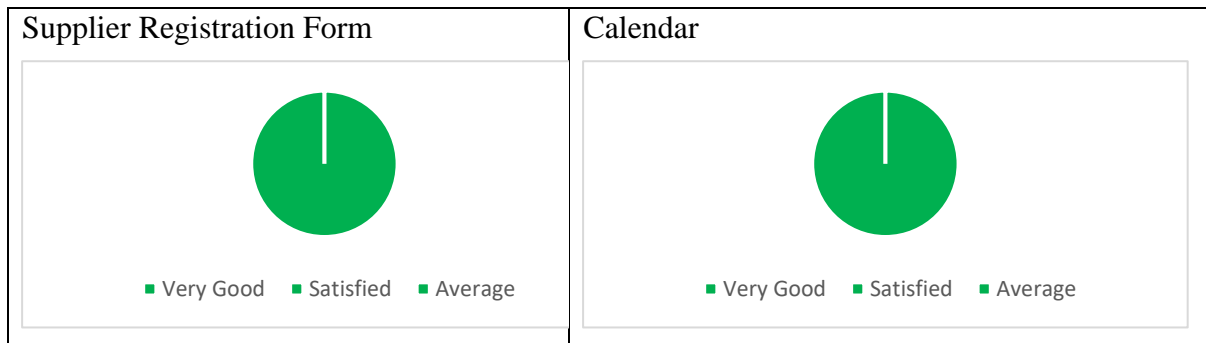 Supplier Registration Form
Very Good Satisfied Average
Calendar
Very Good Satisfied Average